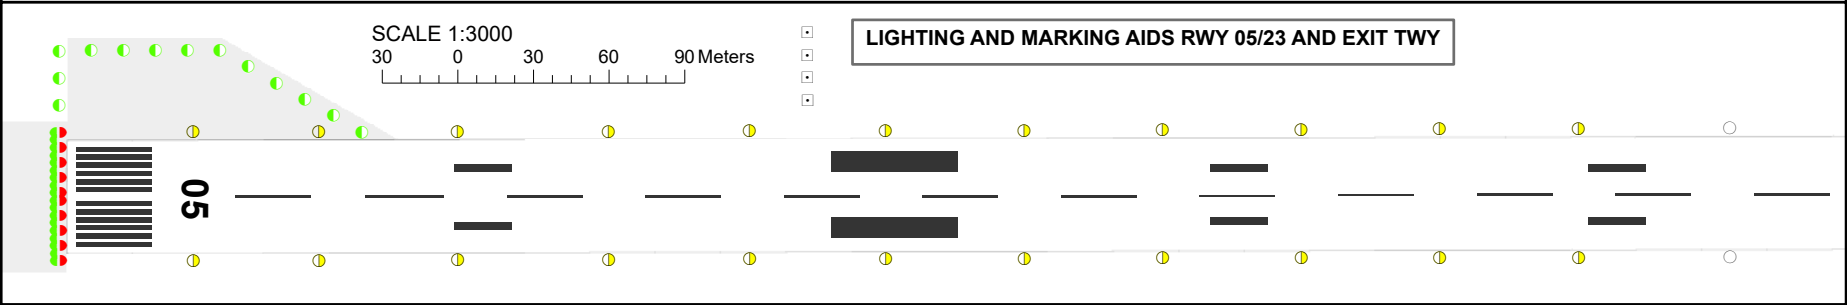 SCALE 1:3000
30 0 30 60 90 Meters
LIGHTING AND MARKING AIDS RWY 05/23 AND EXIT TWY
05